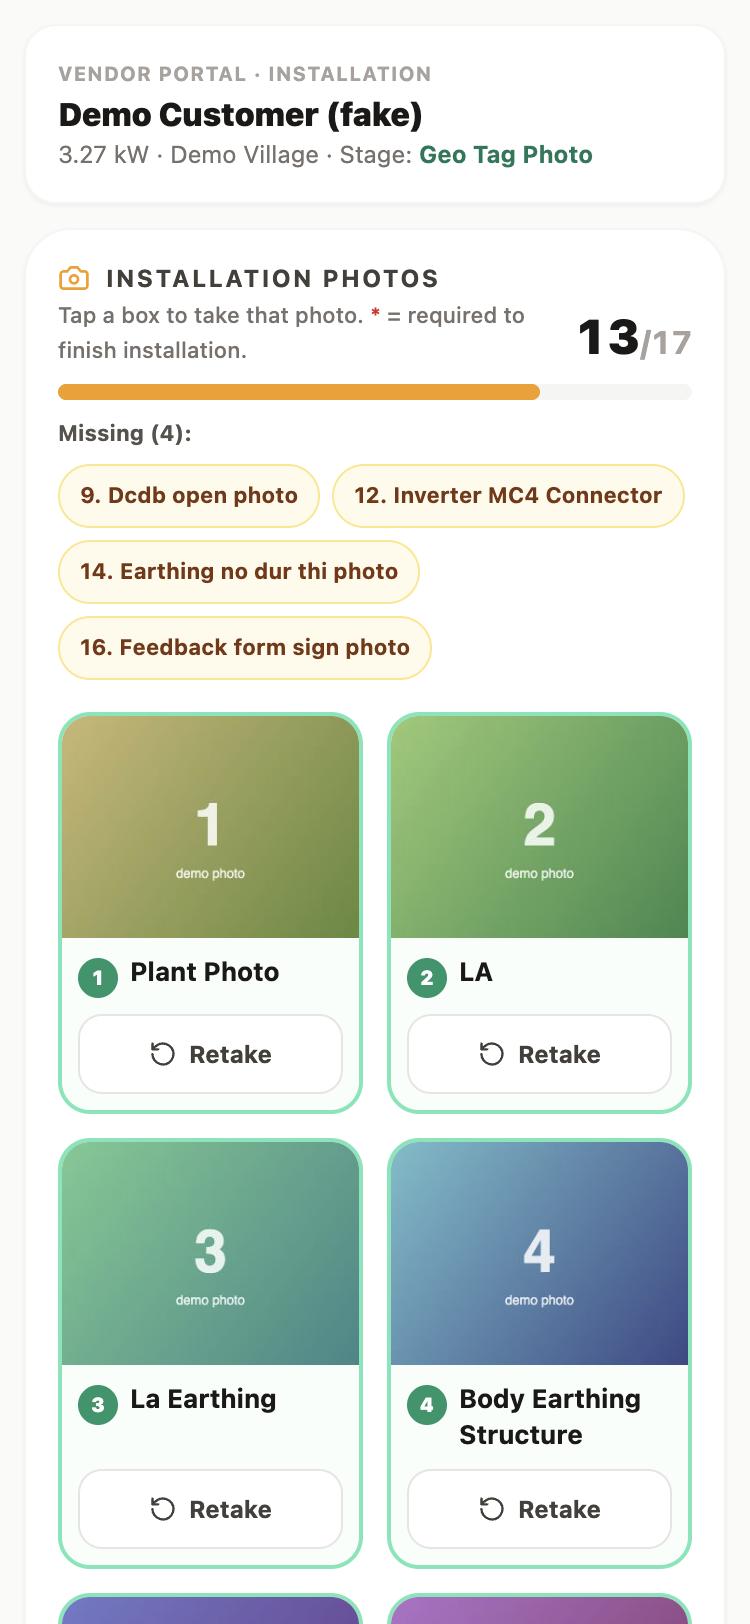 VENDOR PORTAL · INSTALLATION
Demo Customer (fake)
3.27 kW · Demo Village · Stage: Geo Tag Photo
INSTALLATION PHOTOS
Tap a box to take that photo. * = required to
finish installation.
13/17
Missing (4):
9. Dcdb open photo
12. Inverter MC4 Connector
14. Earthing no dur thi photo
16. Feedback form sign photo
1
demo photo
1 Plant Photo
Retake
2
demo photo
2 LA
Retake
3
demo photo
3 La Earthing
Retake
4
demo photo
4 Body Earthing
Structure
Retake